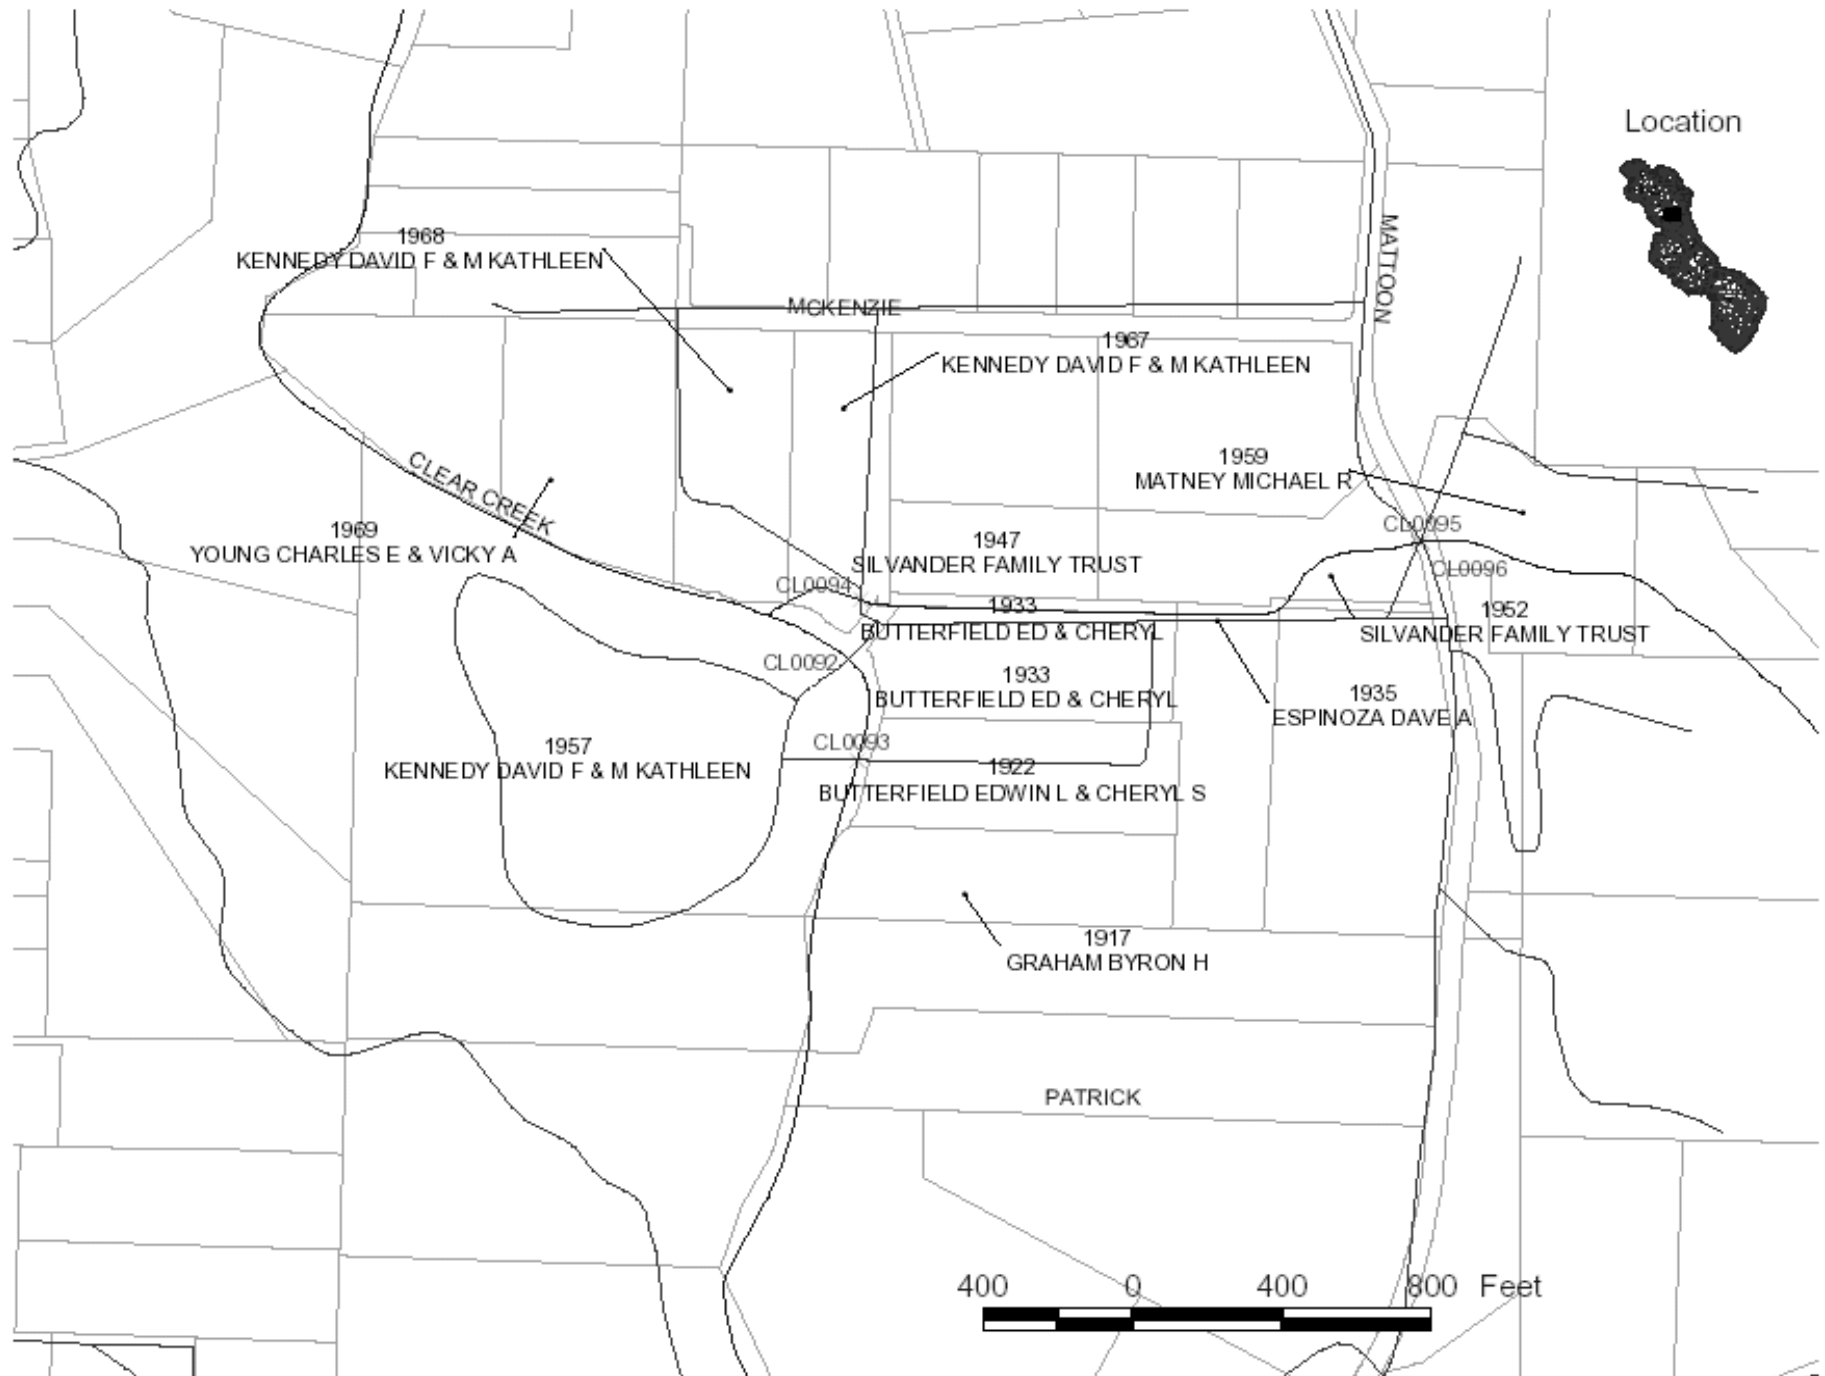 Location
MATTOON
1968
KENNEDY DAVID F & M KATHLEEN
MCKENZIE
1967
KENNEDY DAVID F & M KATHLEEN
1959
MATNEY MICHAEL R
CLEAR CREEK
CL0095
1969
YOUNG CHARLES E & VICKY A
1947
SILVANDER FAMILY TRUST
CL0096
CL0094
1933
BUTTERFIELD ED & CHERYL
1952
SILVANDER FAMILY TRUST
CL0092
1933
BUTTERFIELD ED & CHERYL
1935
ESPINOZA DAVE A
CL0093
1957
KENNEDY DAVID F & M KATHLEEN
1922
BUTTERFIELD EDWIN L & CHERYL S
1917
GRAHAM BYRON H
PATRICK
400 0 400 800 Feet